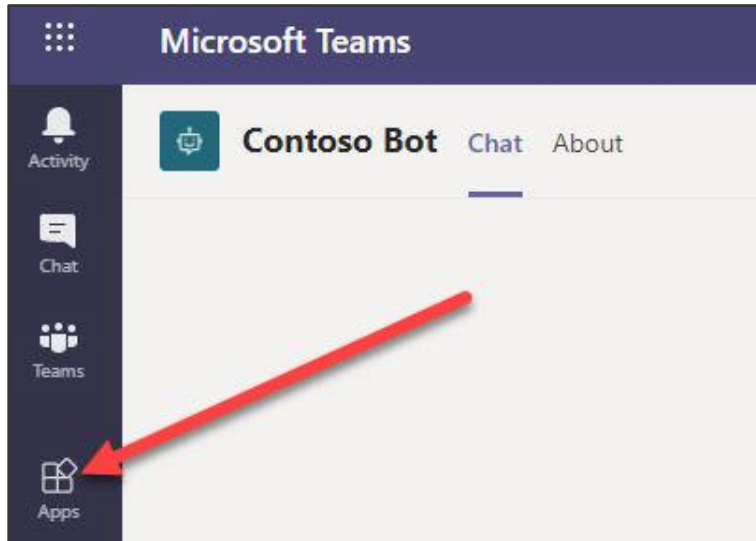 Microsoft Teams
Activity
Contoso Bot Chat About
Chat
Teams
Apps